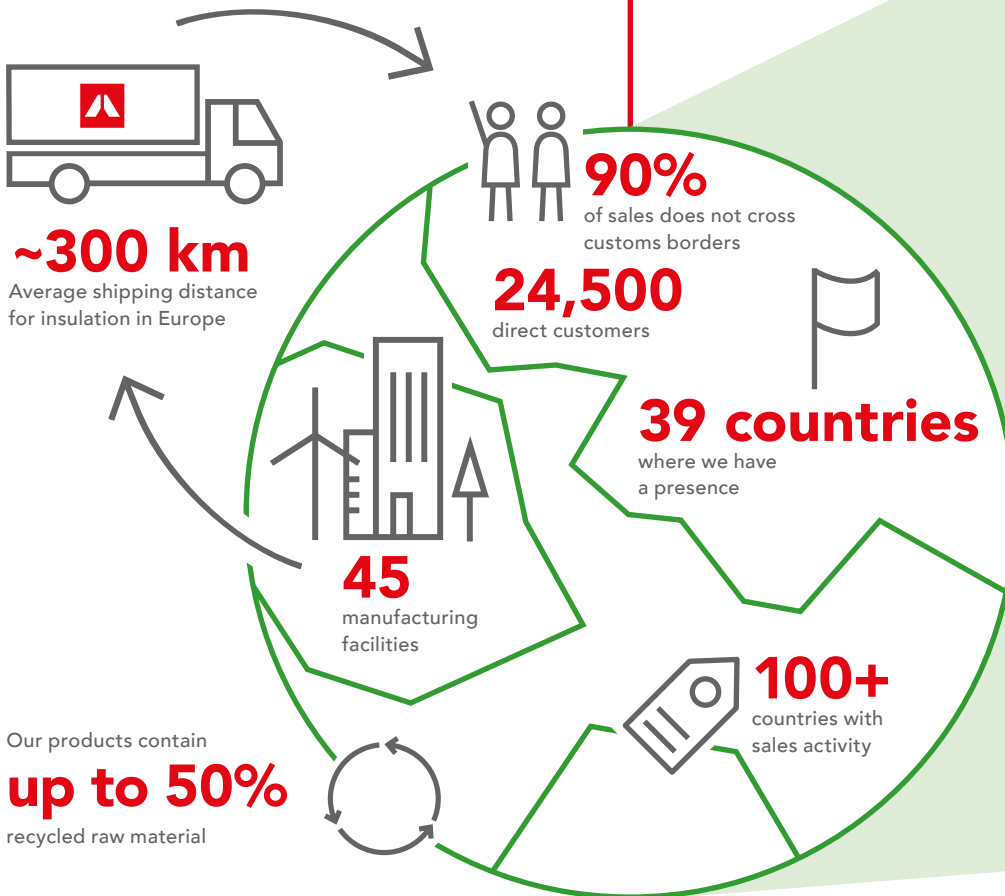 90%
of sales does not cross
customs borders
~300 km
Average shipping distance
for insulation in Europe
24,500
direct customers
39 countries
where we have
a presence
45
manufacturing
facilities
100+
countries with
sales activity
Our products contain
up to 50%
recycled raw material